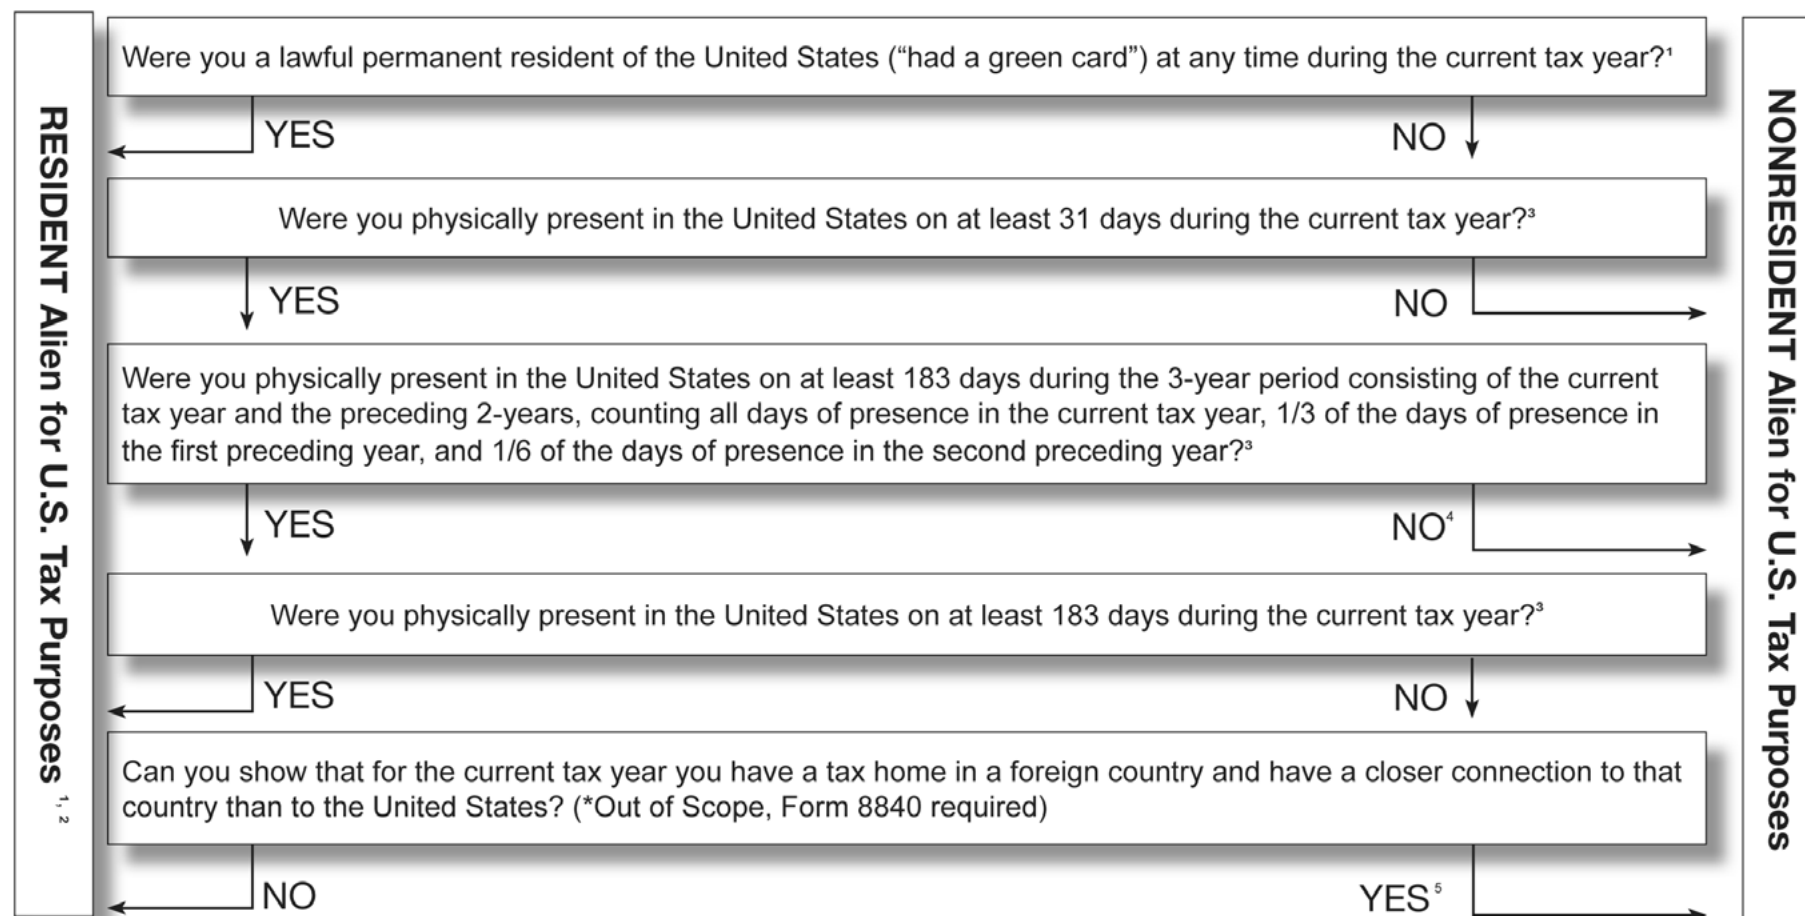 RESIDENT Alien for U.S. Tax Purposes ¹, ²
Were you a lawful permanent resident of the United States (“had a green card”) at any time during the current tax year?¹
YES
NO
Were you physically present in the United States on at least 31 days during the current tax year?³
YES
NO
Were you physically present in the United States on at least 183 days during the 3-year period consisting of the current
tax year and the preceding 2-years, counting all days of presence in the current tax year, 1/3 of the days of presence in
the first preceding year, and 1/6 of the days of presence in the second preceding year?³
YES
NO⁴
Were you physically present in the United States on at least 183 days during the current tax year?³
YES
NO
Can you show that for the current tax year you have a tax home in a foreign country and have a closer connection to that
country than to the United States? (*Out of Scope, Form 8840 required)
NO
YES⁵
NONRESIDENT Alien for U.S. Tax Purposes